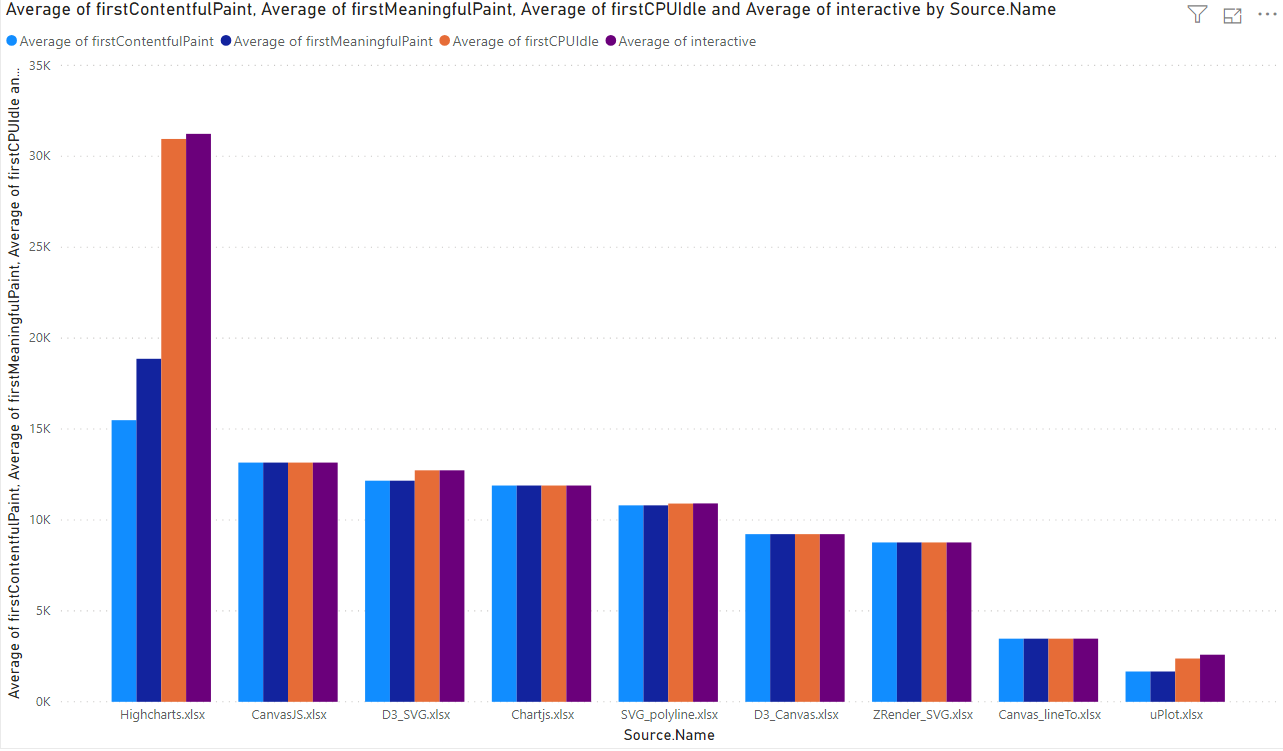 Average of firstContentfulPaint, Average of firstMeaningfulPaint, Average of firstCPUIdle and Average of interactive by Source.Name
Average of firstContentfulPaint Average of firstMeaningfulPaint Average of firstCPUIdle Average of interactive
Average of firstContentfulPaint, Average of firstMeaningfulPaint, Average of firstCPUIdle an...
35K
30K
25K
20K
15K
10K
5K
0K
Highcharts.xlsx CanvasJS.xlsx D3_SVG.xlsx Chartjs.xlsx SVG_polyline.xlsx D3_Canvas.xlsx ZRender_SVG.xlsx Canvas_lineTo.xlsx uPlot.xlsx
Source.Name